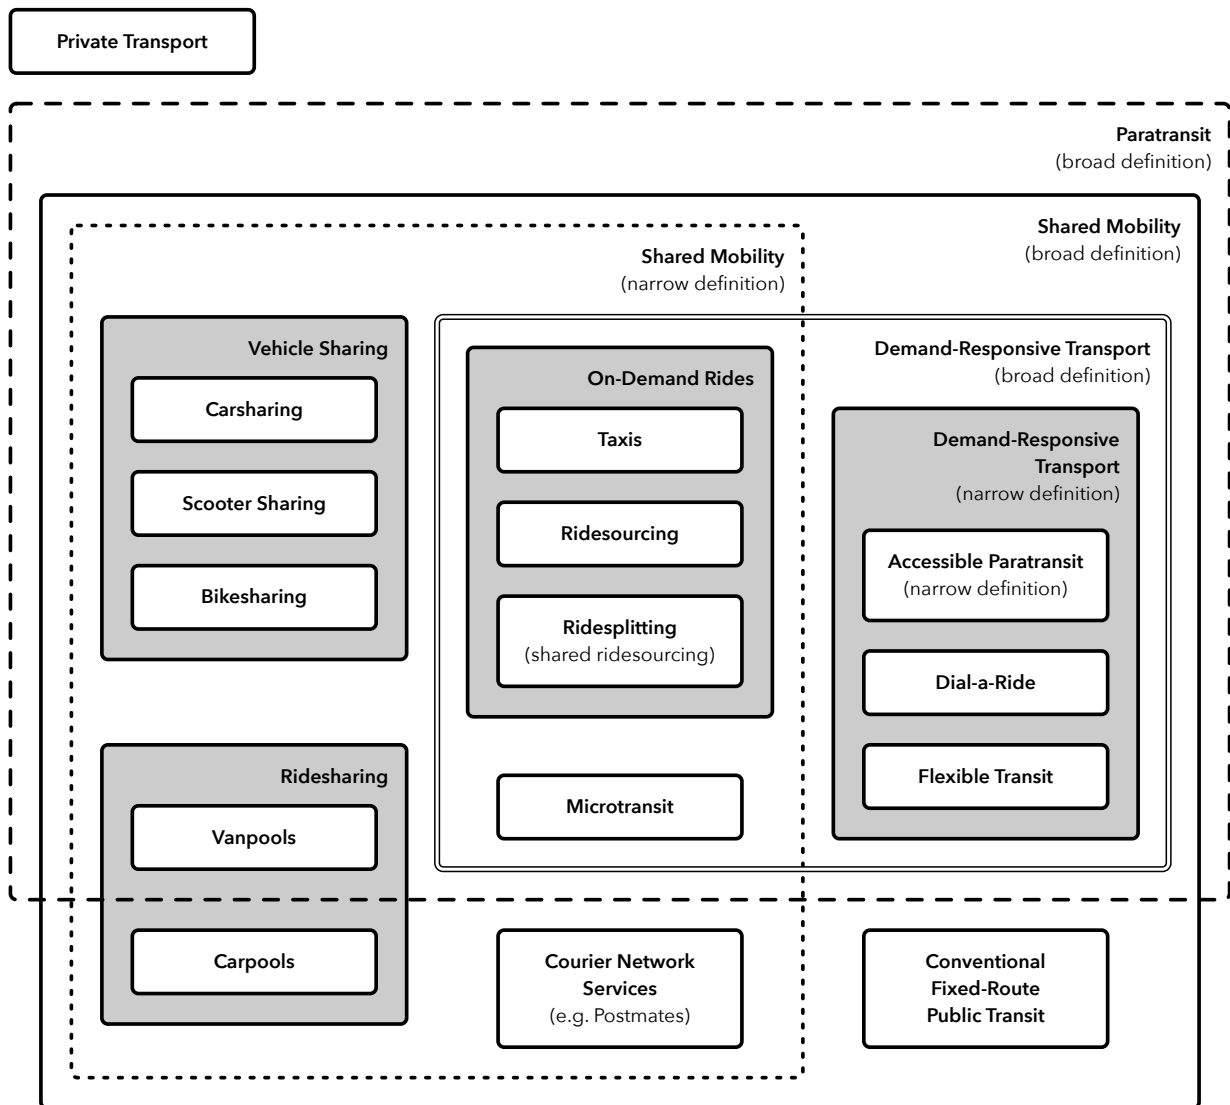 Private Transport
Paratransit
(broad definition)
Shared Mobility
(broad definition)
Shared Mobility
(narrow definition)
Vehicle Sharing
Carsharing
Scooter Sharing
Bikesharing
On-Demand Rides
Taxis
Ridesourcing
Ridesplitting
(shared ridesourcing)
Demand-Responsive Transport
(broad definition)
Demand-Responsive
Transport
(narrow definition)
Accessible Paratransit
(narrow definition)
Dial-a-Ride
Flexible Transit
Ridesharing
Vanpools
Carpools
Microtransit
Courier Network
Services
(e.g. Postmates)
Conventional
Fixed-Route
Public Transit